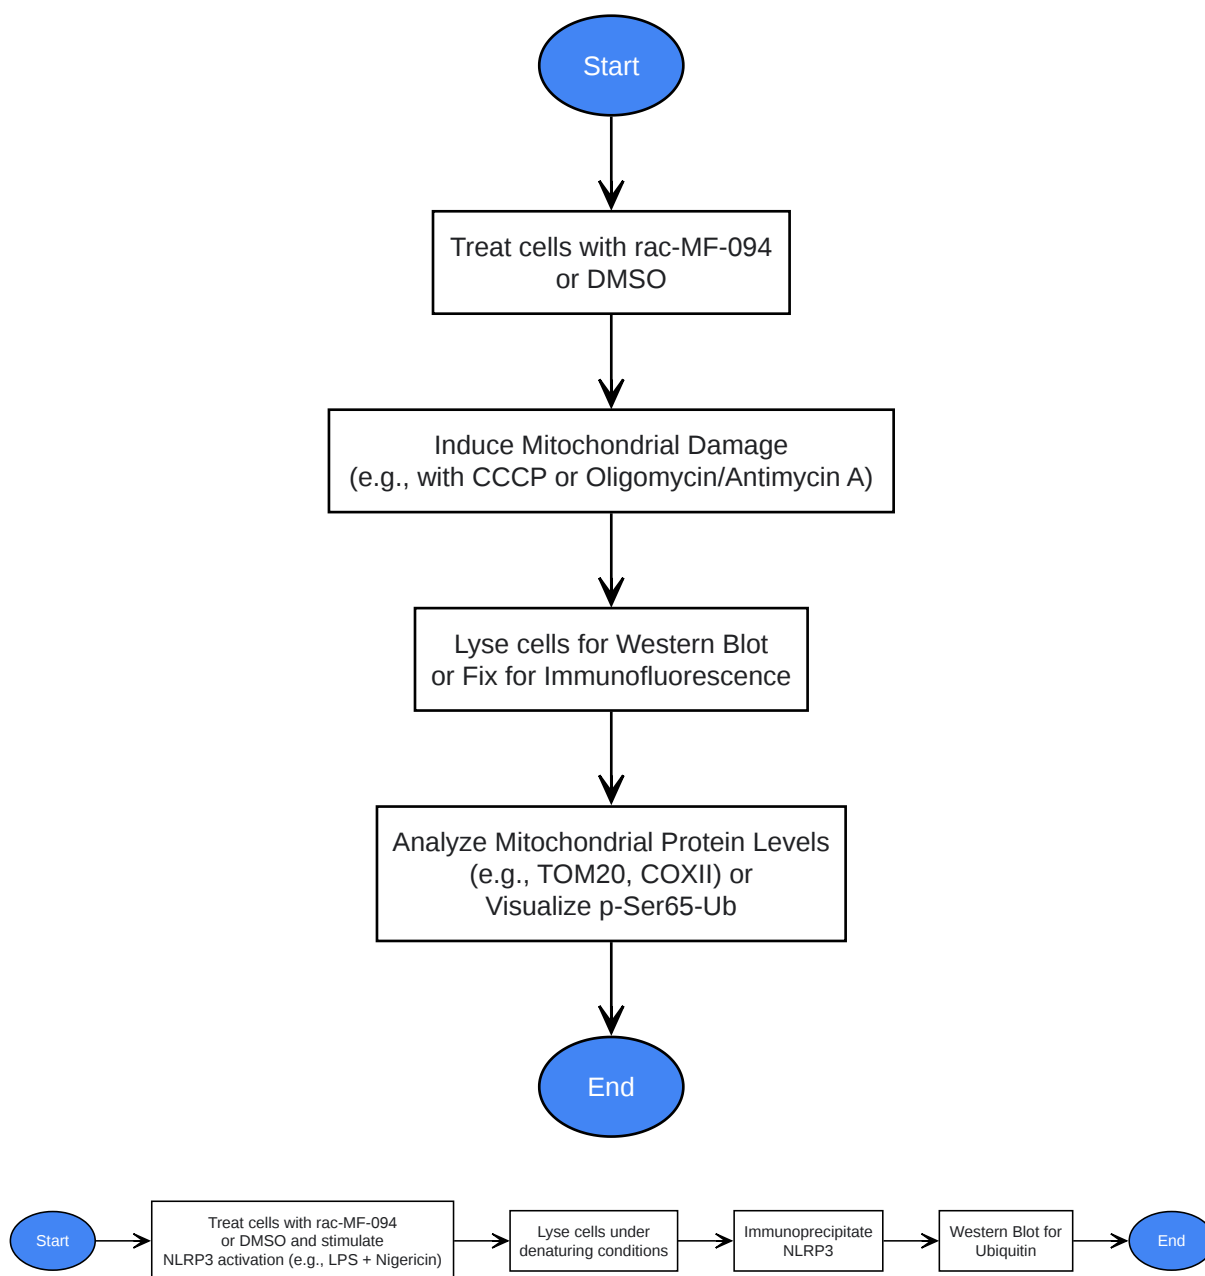 Start
Treat cells with rac-MF-094
or DMSO
Induce Mitochondrial Damage
(e.g., with CCCP or Oligomycin/Antimycin A)
Lyse cells for Western Blot
or Fix for Immunofluorescence
Analyze Mitochondrial Protein Levels
(e.g., TOM20, COXII) or
Visualize p-Ser65-Ub
End
Start
Treat cells with rac-MF-094
or DMSO and stimulate
NLRP3 activation (e.g., LPS + Nigericin)
Lyse cells under
denaturing conditions
Immunoprecipitate
NLRP3
Western Blot for
Ubiquitin
End